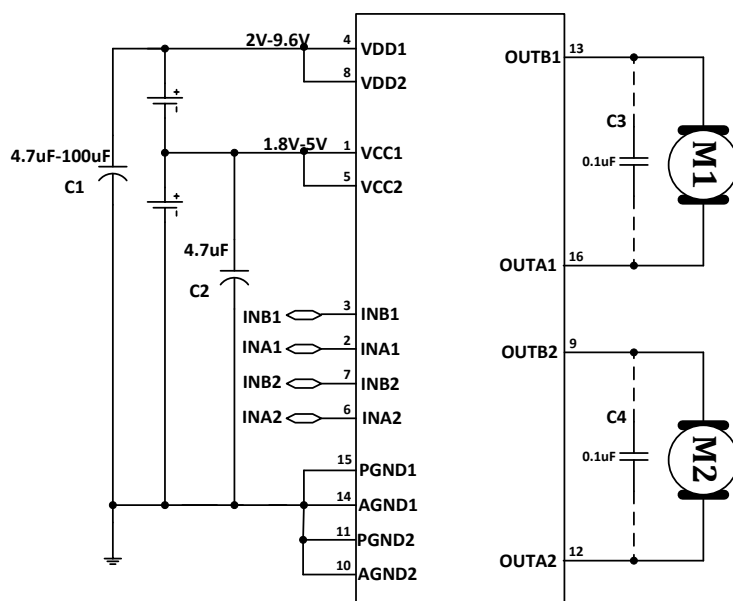 2V-9.6V
4
VDD1
8
VDD2
+
-
1.8V-5V
1
VCC1
5
VCC2
4.7uF-100uF
C1
+
-
4.7uF
C2
INB1
3
INB1
INA1
2
INA1
INB2
7
INB2
INA2
6
INA2
15
PGND1
14
AGND1
11
PGND2
10
AGND2
OUTB1
13
C3
0.1uF
M1
OUTA1
16
OUTB2
9
C4
0.1uF
M2
OUTA2
12